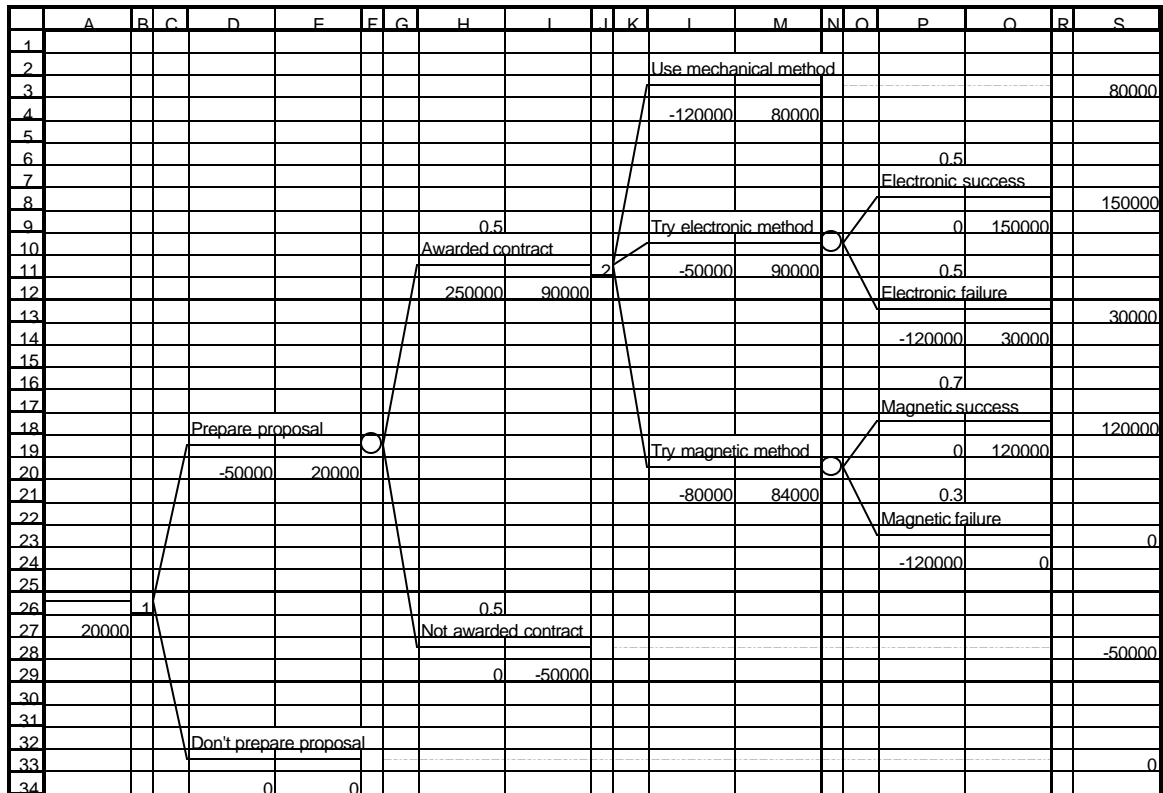 A B C D E F G H I J K L M N O P Q R S
1
2 Use mechanical method
3 80000
4 -120000 80000
5
6 0.5
7 Electronic success
8 150000
9 0.5 Try electronic method 0 150000
10 Awarded contract
11 2 -50000 90000 0.5
12 250000 90000 Electronic failure
13 30000
14 -120000 30000
15
16 0.7
17 Magnetic success
18 Prepare proposal 120000
19 Try magnetic method 0 120000
20 -50000 20000
21 -80000 84000 0.3
22 Magnetic failure
23 0
24 -120000 0
25
26 1 0.5
27 20000 Not awarded contract
28 -50000
29 0 -50000
30
31
32 Don't prepare proposal
33 0
34 0 0